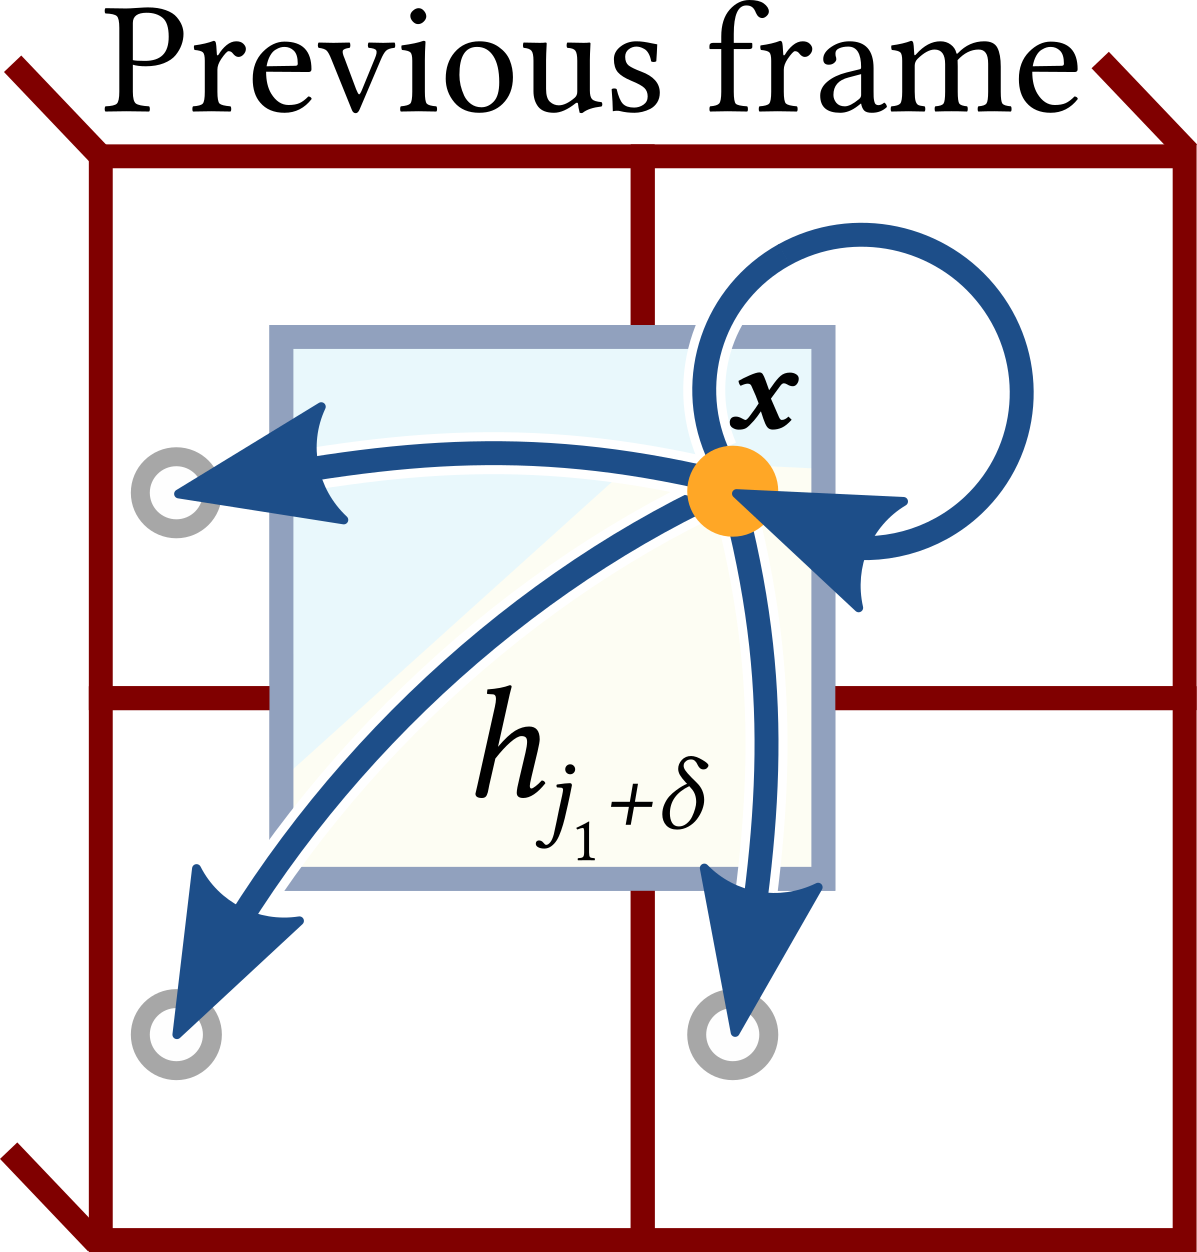 Previous frame
x
h_{j_1+δ}